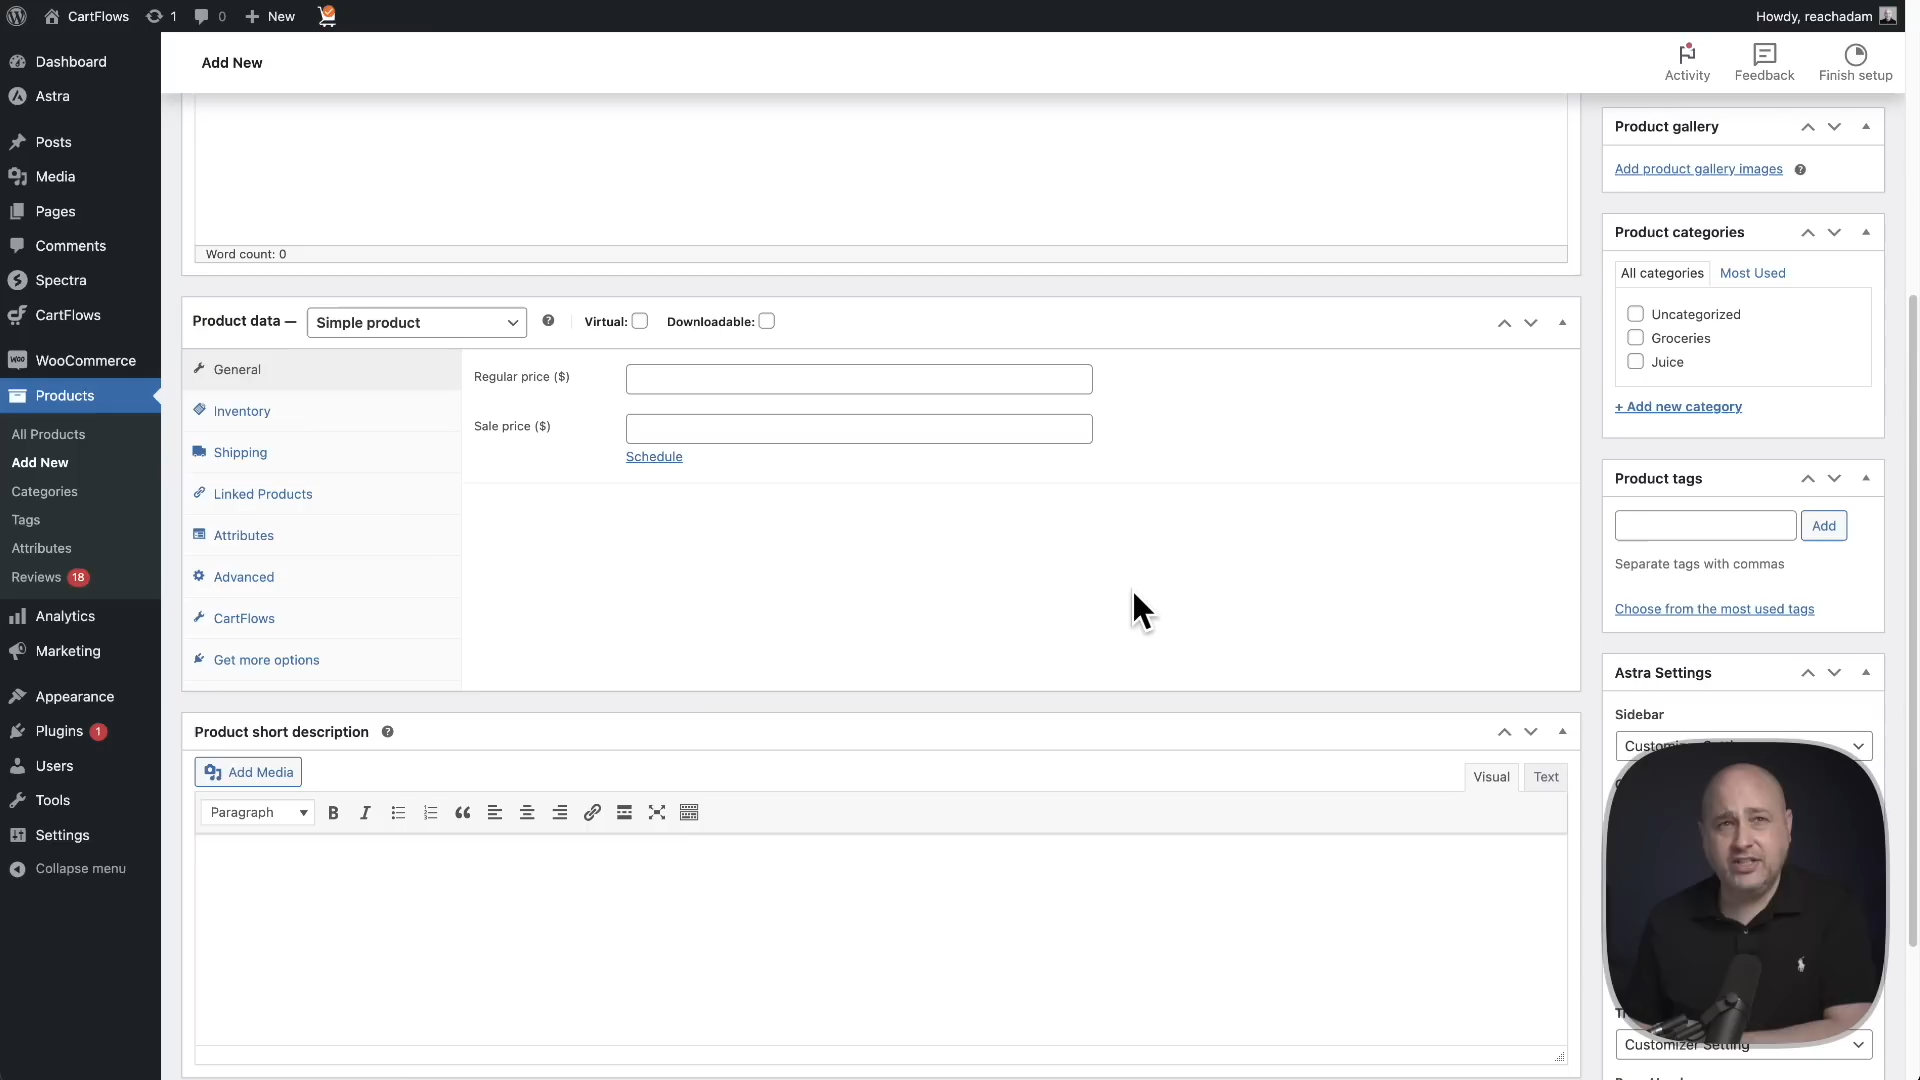 CartFlows
1
0
New
Howdy, reachadam
Dashboard
Astra
Posts
Media
Pages
Comments
Spectra
CartFlows
WooCommerce
Products
All Products
Add New
Categories
Tags
Attributes
Reviews 18
Analytics
Marketing
Appearance
Plugins 1
Users
Tools
Settings
Collapse menu
Add New
Activity
Feedback
Finish setup
Word count: 0
Product data —
Simple product
Virtual:
Downloadable:
General
Inventory
Shipping
Linked Products
Attributes
Advanced
CartFlows
Get more options
Regular price ($)
Sale price ($)
Schedule
Product short description
Add Media
Visual
Text
Paragraph
Product gallery
Add product gallery images
Product categories
All categories
Most Used
Uncategorized
Groceries
Juice
+ Add new category
Product tags
Add
Separate tags with commas
Choose from the most used tags
Astra Settings
Sidebar
Customizer Setting